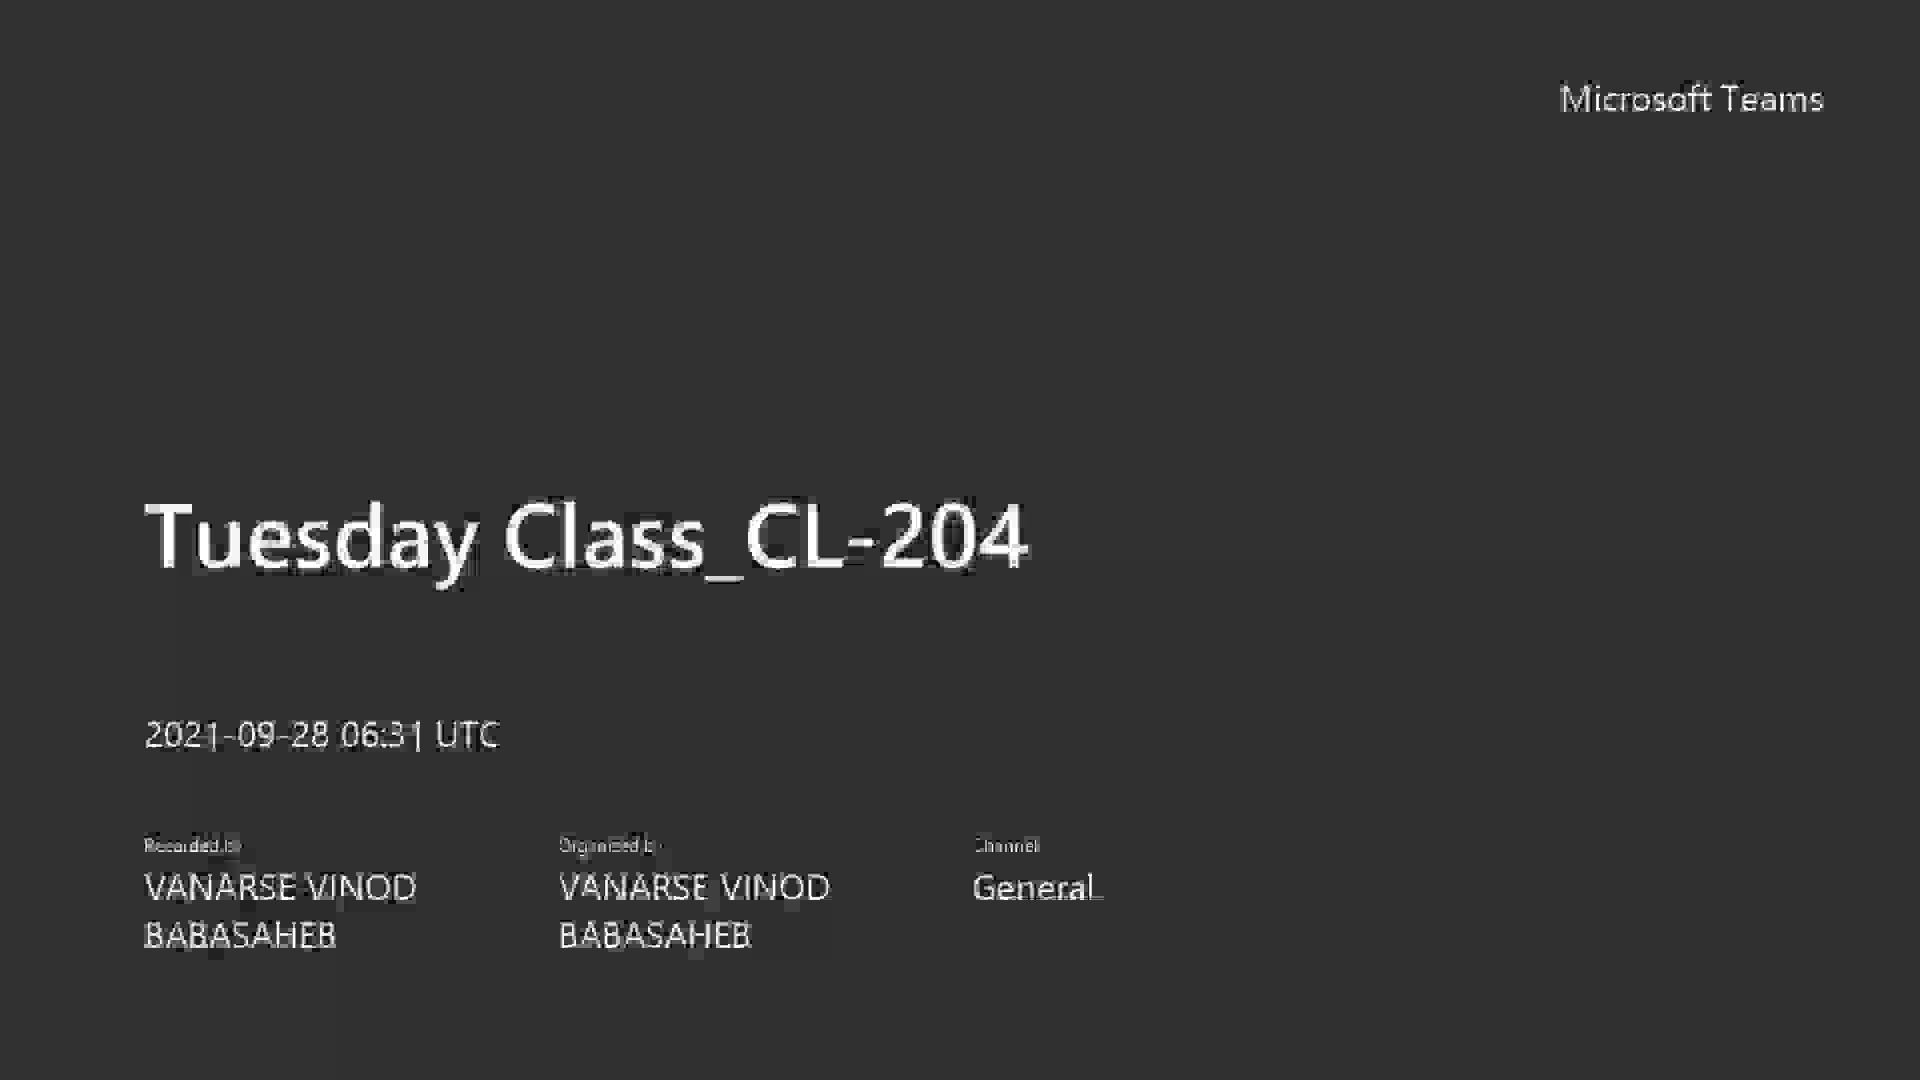 Microsoft Teams
Tuesday Class_CL-204
2021-09-28 06:31 UTC
Recorded by
Organized by
Channel
VANARSE VINOD
BABASAHEB
VANARSE VINOD
BABASAHEB
General